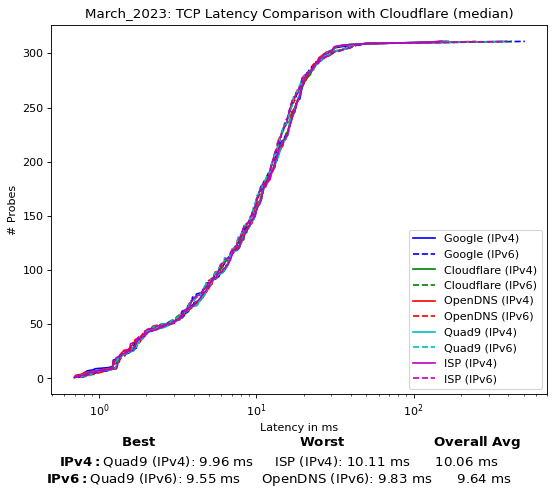 March_2023: TCP Latency Comparison with Cloudflare (median)
300
250
200
150
100
50
0
# Probes
10⁰ 10¹ 10²
Latency in ms
Google (IPv4)
Google (IPv6)
Cloudflare (IPv4)
Cloudflare (IPv6)
OpenDNS (IPv4)
OpenDNS (IPv6)
Quad9 (IPv4)
Quad9 (IPv6)
ISP (IPv4)
ISP (IPv6)
Best Worst Overall Avg
IPv4: Quad9 (IPv4): 9.96 ms ISP (IPv4): 10.11 ms 10.06 ms
IPv6: Quad9 (IPv6): 9.55 ms OpenDNS (IPv6): 9.83 ms 9.64 ms